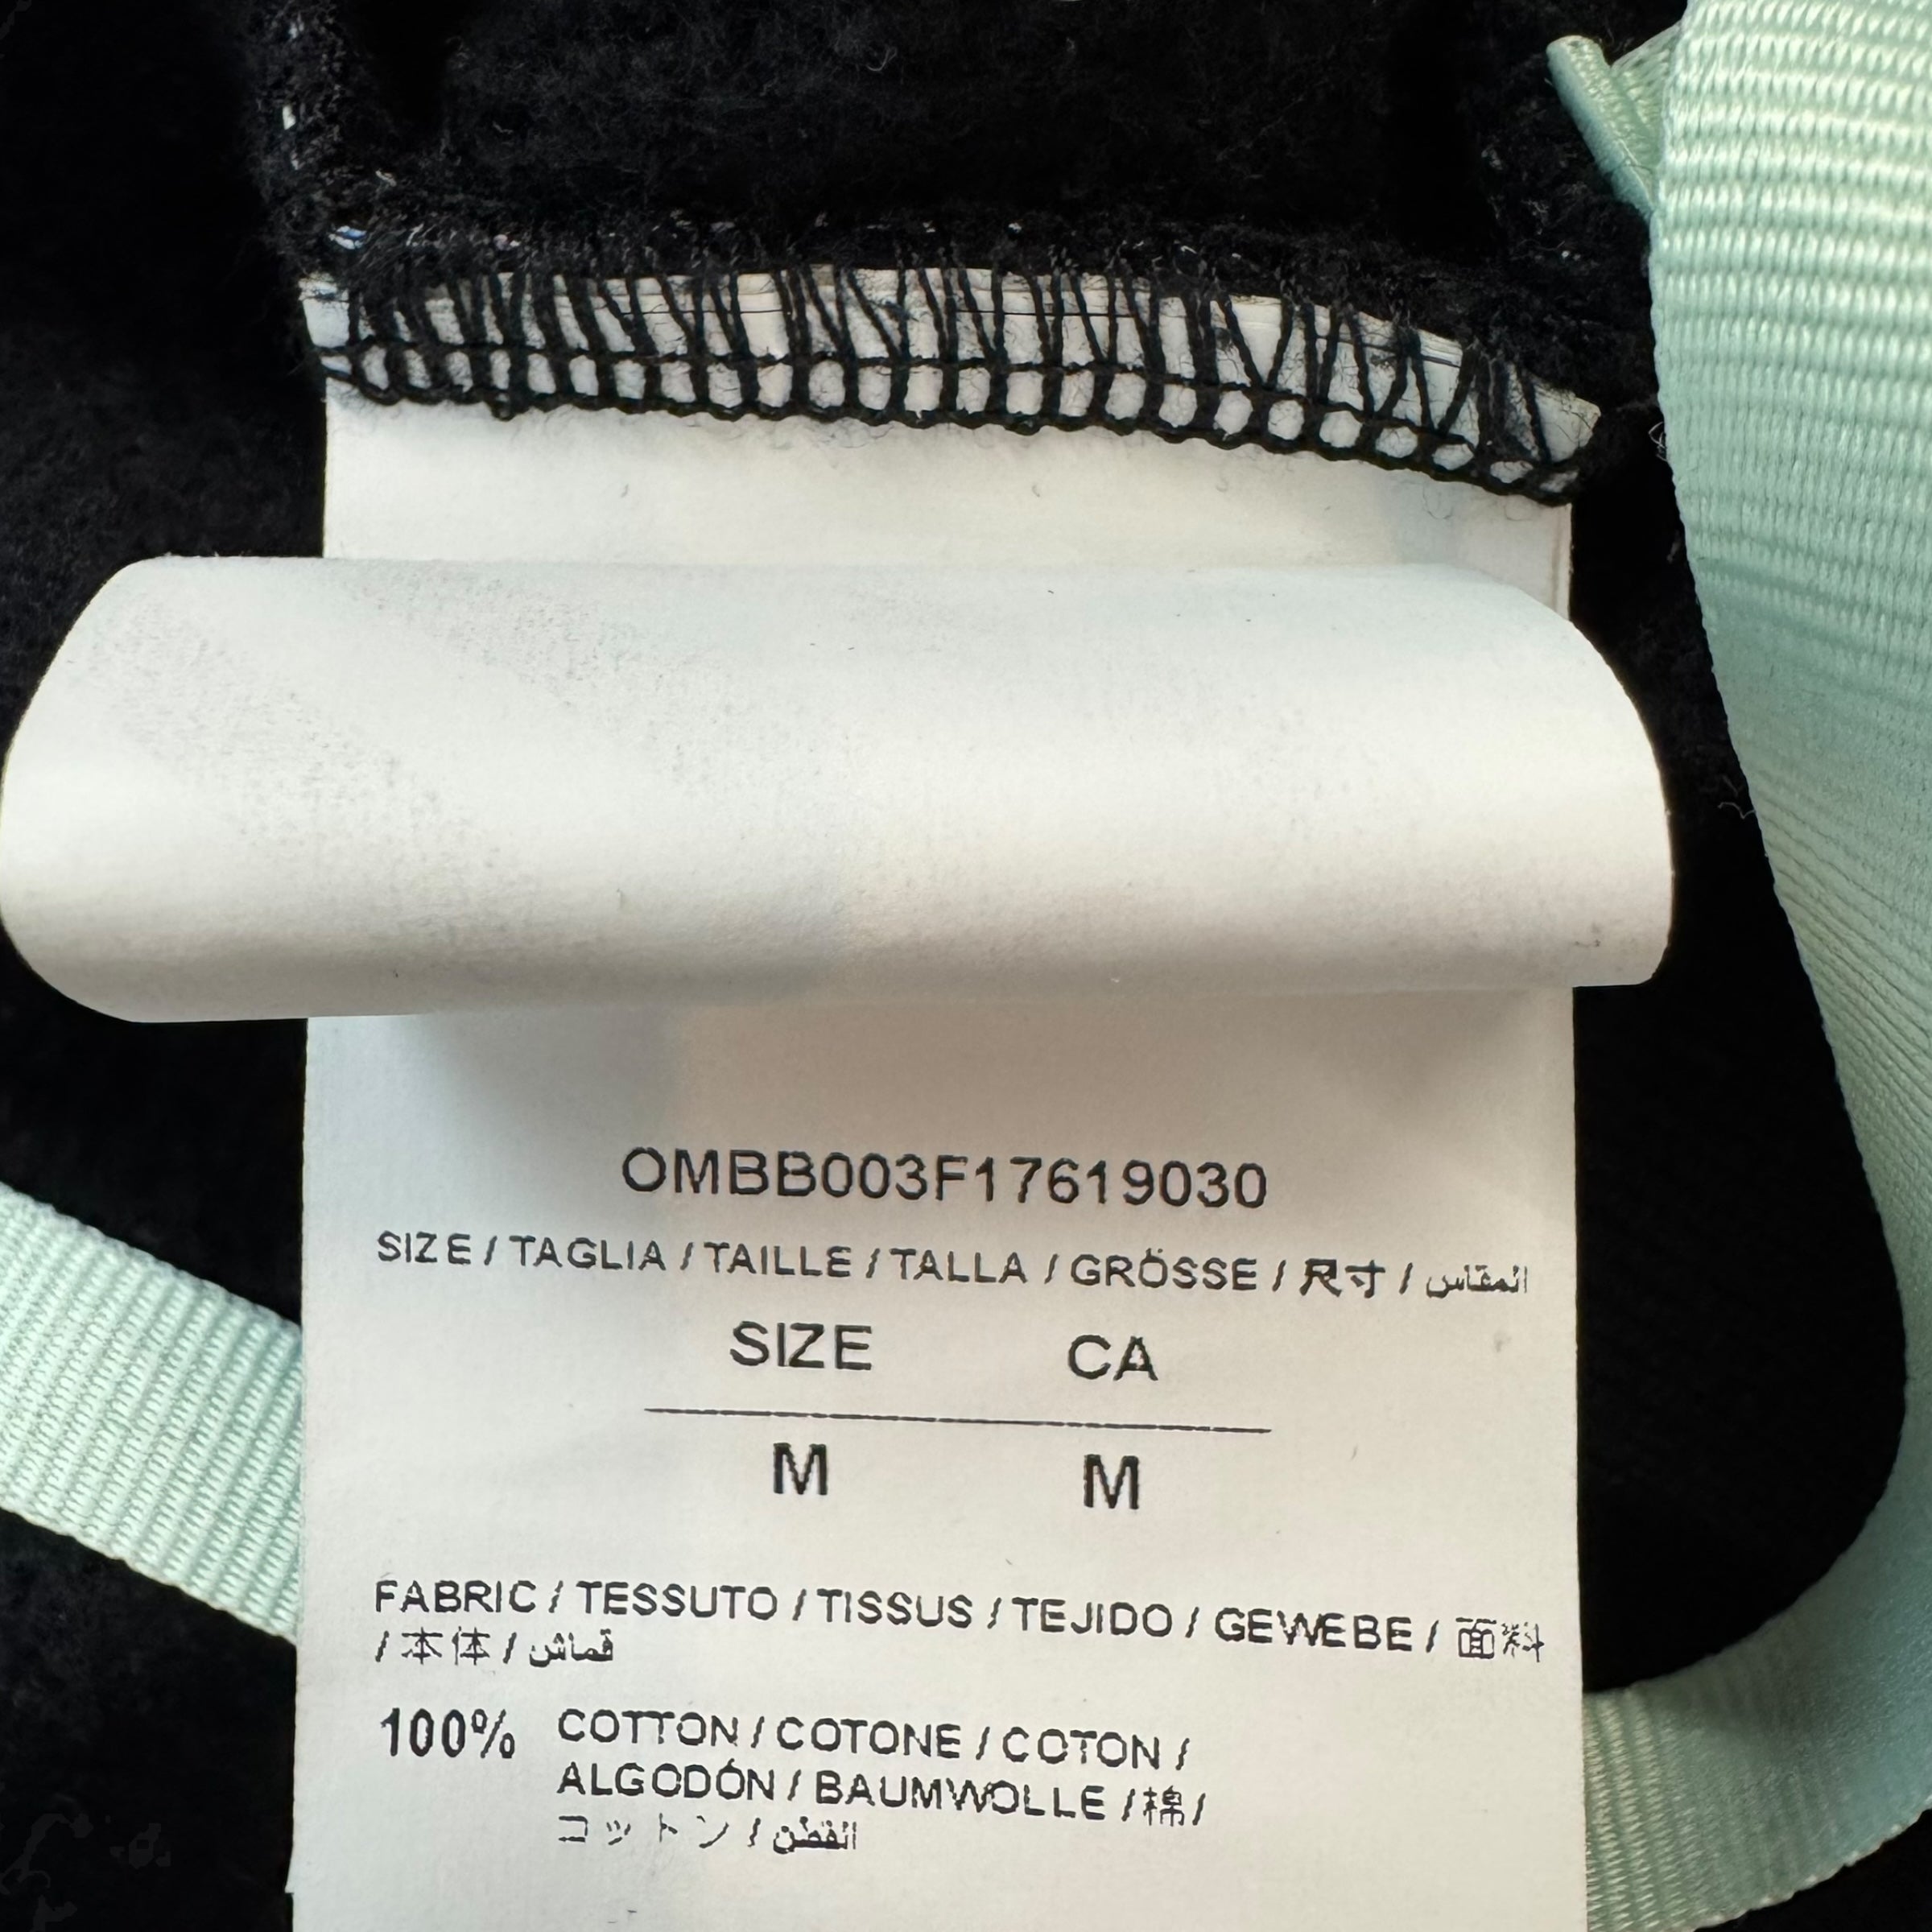 OMBB003F17619030
SIZE / TAGLIA / TAILLE / TALLA / GRÖSSE / 尺寸 / المقاس
SIZE CA
M M
FABRIC / TESSUTO / TISSUS / TEJIDO / GEWEBE / 面料
/ 本体 / قماش
100% COTTON / COTONE / COTON /
ALGODÓN / BAUMWOLLE / 棉 /
コットン / القطن